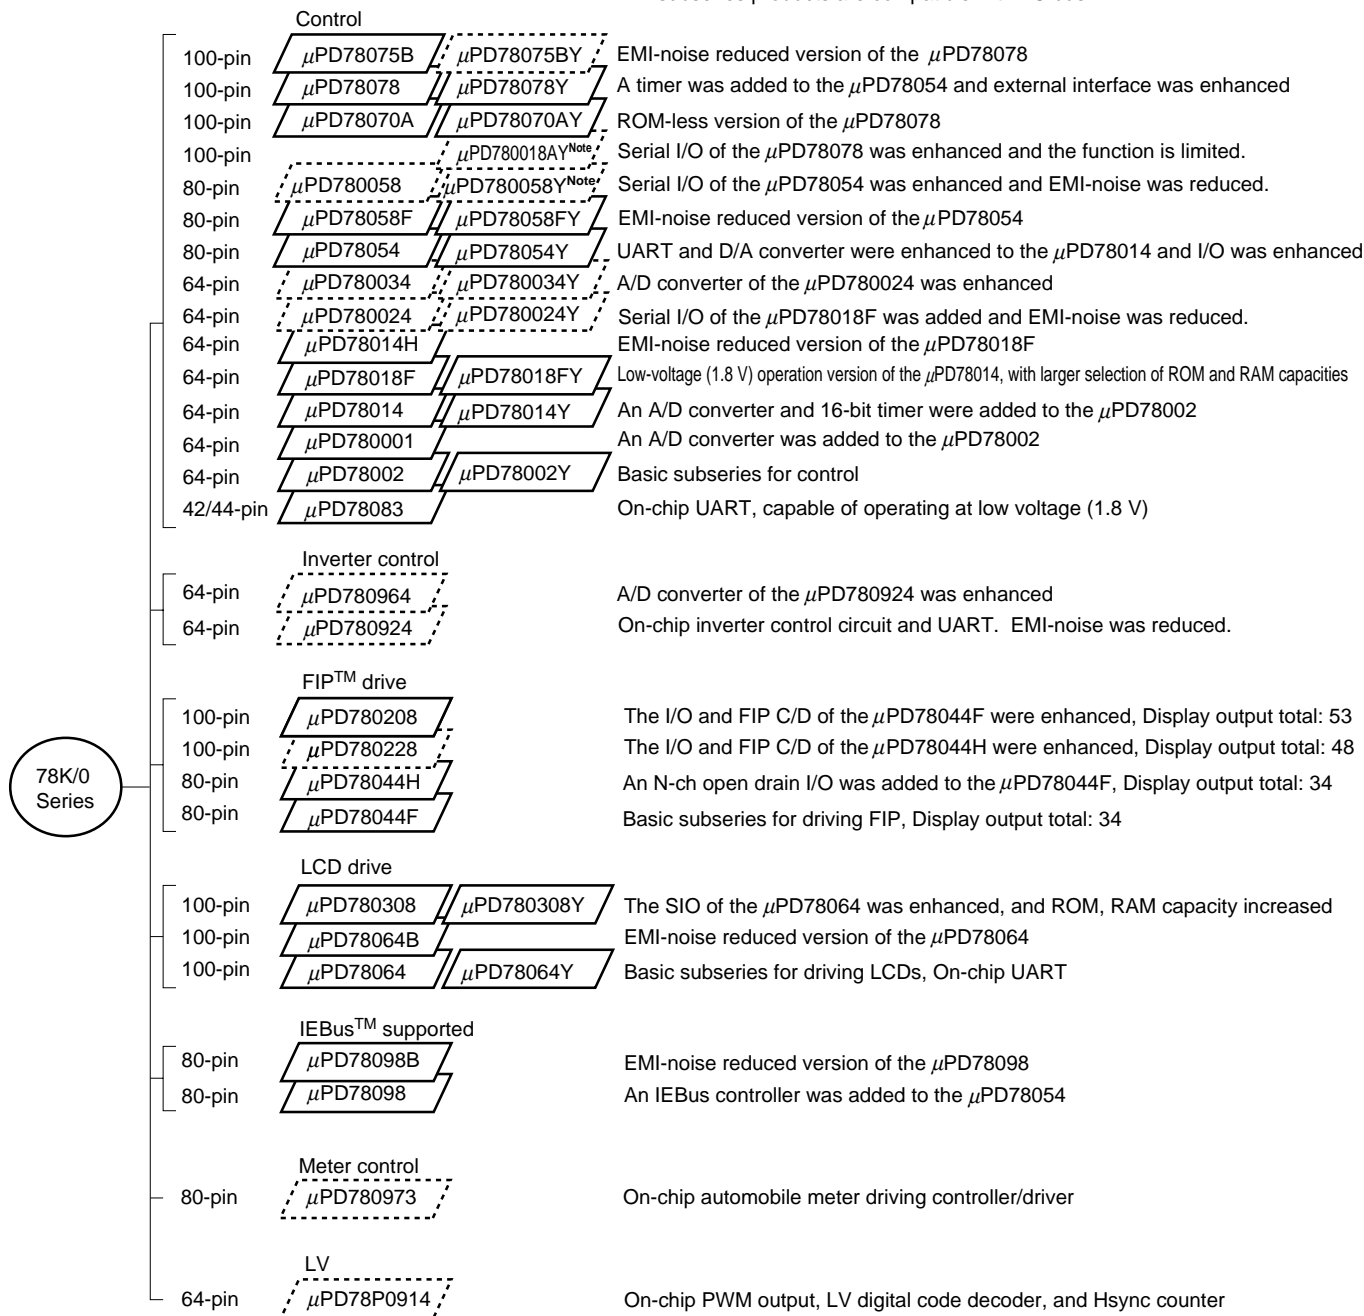 Control
100-pin μPD78075B μPD78075BY EMI-noise reduced version of the μPD78078
100-pin μPD78078 μPD78078Y A timer was added to the μPD78054 and external interface was enhanced
100-pin μPD78070A μPD78070AY ROM-less version of the μPD78078
100-pin μPD780018AYNote Serial I/O of the μPD78078 was enhanced and the function is limited.
80-pin μPD780058 μPD780058YNote Serial I/O of the μPD78054 was enhanced and EMI-noise was reduced.
80-pin μPD78058F μPD78058FY EMI-noise reduced version of the μPD78054
80-pin μPD78054 μPD78054Y UART and D/A converter were enhanced to the μPD78014 and I/O was enhanced
64-pin μPD780034 μPD780034Y A/D converter of the μPD780024 was enhanced
64-pin μPD780024 μPD780024Y Serial I/O of the μPD78018F was added and EMI-noise was reduced.
64-pin μPD78014H EMI-noise reduced version of the μPD78018F
64-pin μPD78018F μPD78018FY Low-voltage (1.8 V) operation version of the μPD78014, with larger selection of ROM and RAM capacities
64-pin μPD78014 μPD78014Y An A/D converter and 16-bit timer were added to the μPD78002
64-pin μPD780001 An A/D converter was added to the μPD78002
64-pin μPD78002 μPD78002Y Basic subseries for control
42/44-pin μPD78083 On-chip UART, capable of operating at low voltage (1.8 V)
Inverter control
64-pin μPD780964 A/D converter of the μPD780924 was enhanced
64-pin μPD780924 On-chip inverter control circuit and UART. EMI-noise was reduced.
FIP™ drive
100-pin μPD780208 The I/O and FIP C/D of the μPD78044F were enhanced, Display output total: 53
100-pin μPD780228 The I/O and FIP C/D of the μPD78044H were enhanced, Display output total: 48
78K/0
Series
80-pin μPD78044H An N-ch open drain I/O was added to the μPD78044F, Display output total: 34
80-pin μPD78044F Basic subseries for driving FIP, Display output total: 34
LCD drive
100-pin μPD780308 μPD780308Y The SIO of the μPD78064 was enhanced, and ROM, RAM capacity increased
100-pin μPD78064B EMI-noise reduced version of the μPD78064
100-pin μPD78064 μPD78064Y Basic subseries for driving LCDs, On-chip UART
IEBus™ supported
80-pin μPD78098B EMI-noise reduced version of the μPD78098
80-pin μPD78098 An IEBus controller was added to the μPD78054
Meter control
80-pin μPD780973 On-chip automobile meter driving controller/driver
LV
64-pin μPD78P0914 On-chip PWM output, LV digital code decoder, and Hsync counter